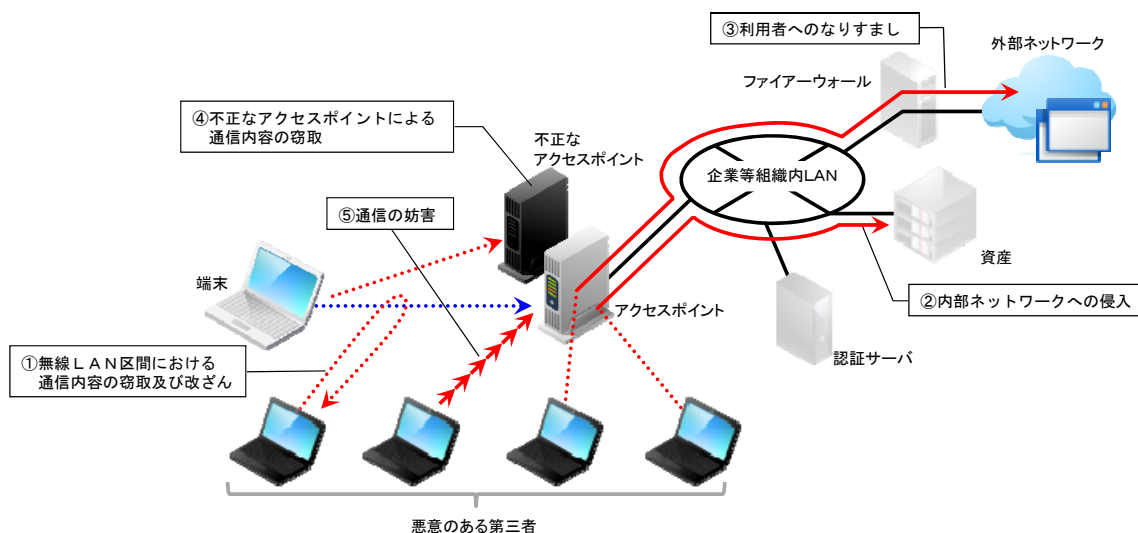 ③利用者へのなりすまし
外部ネットワーク
ファイアーウォール
④不正なアクセスポイントによる
通信内容の窃取
不正な
アクセスポイント
企業等組織内LAN
⑤通信の妨害
資産
端末
アクセスポイント
②内部ネットワークへの侵入
①無線ＬＡＮ区間における
通信内容の窃取及び改ざん
認証サーバ
悪意のある第三者